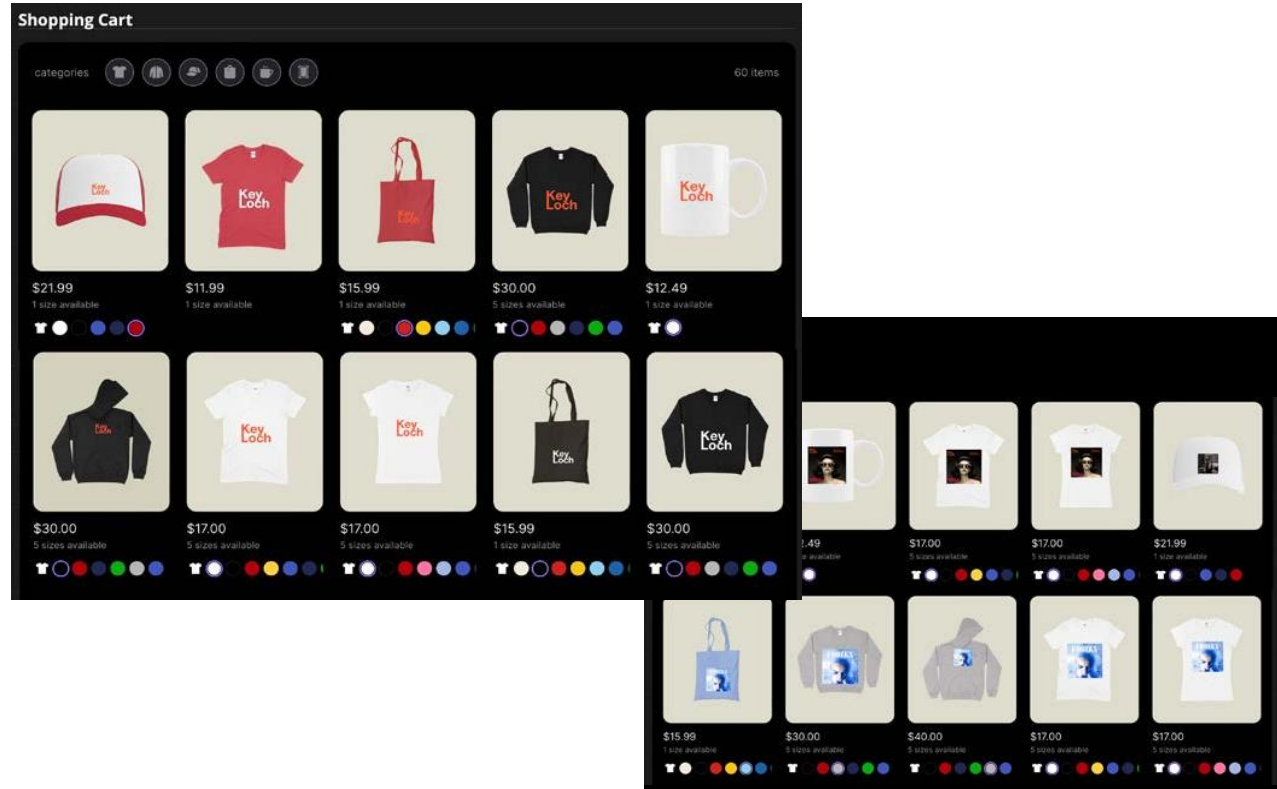 Shopping Cart
categories
60 items
Key
Loch
Key
Loch
Key
Loch
Key
Loch
Key
Loch
$21.99
$11.99
$15.99
$30.00
$12.49
1 size available
1 size available
1 size available
5 sizes available
1 size available
Key
Loch
Key
Loch
Key
Loch
Key
Loch
Key
Loch
$30.00
$17.00
$17.00
$15.99
$30.00
5 sizes available
5 sizes available
5 sizes available
1 size available
5 sizes available
.49
$17.00
$17.00
$21.99
available
5 sizes available
5 sizes available
1 size available
$15.99
$30.00
$40.00
$17.00
$17.00
1 size available
5 sizes available
5 sizes available
5 sizes available
5 sizes available